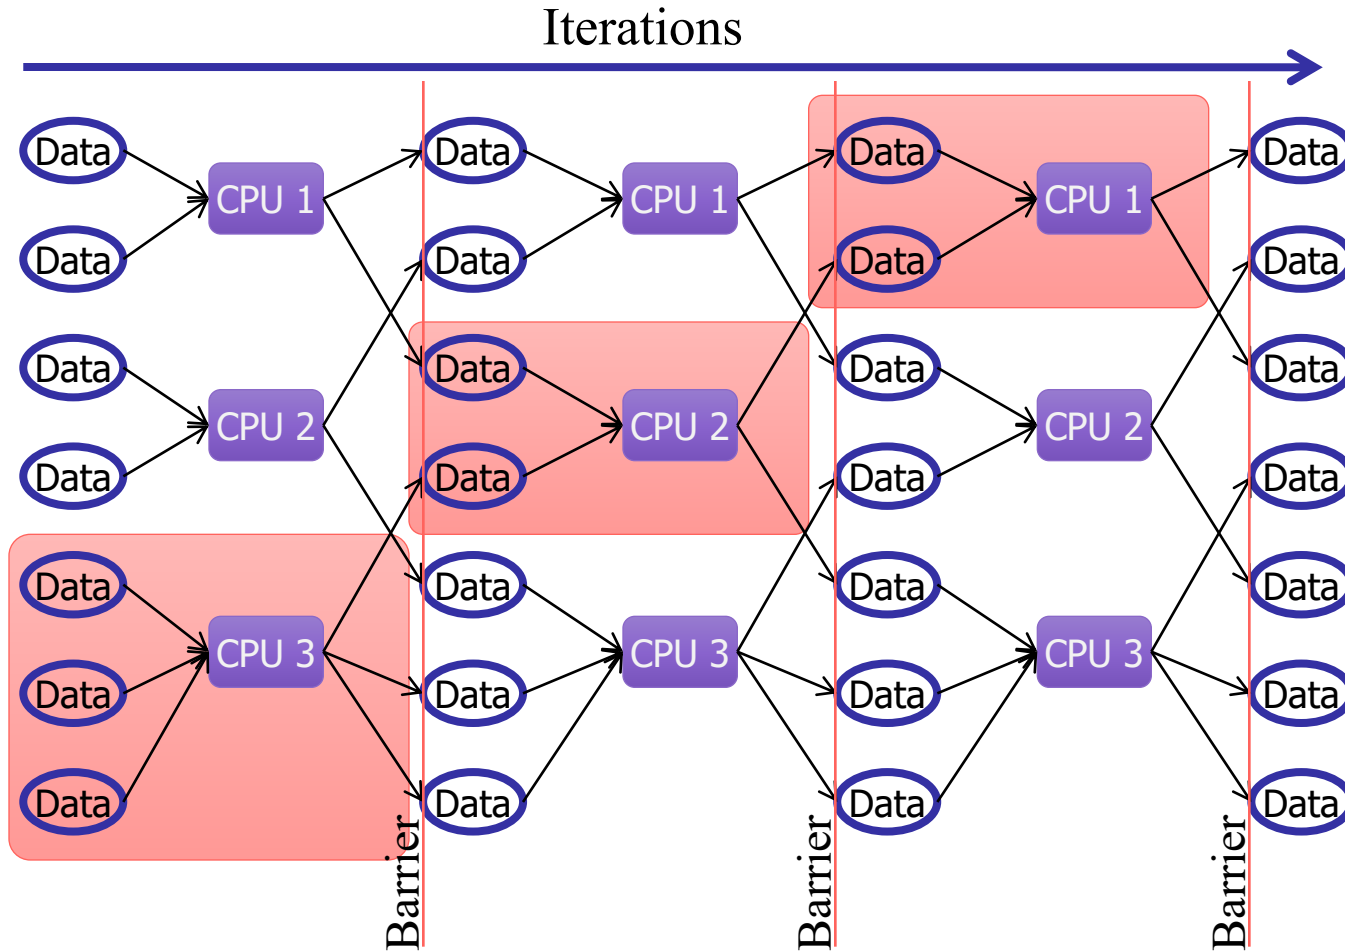 Iterations
Data Data Data Data
CPU 1 CPU 1 CPU 1
Data Data Data Data
Data Data Data Data
CPU 2 CPU 2 CPU 2
Data Data Data Data
Data Data Data Data
CPU 3 CPU 3 CPU 3
Data Data Data Data
Data Data Data Data
Barrier Barrier Barrier